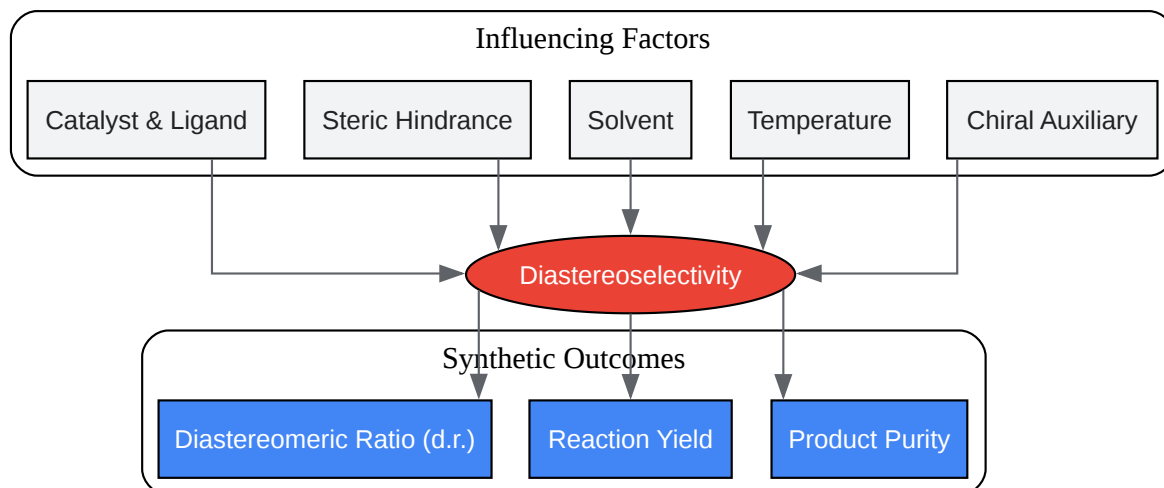 Influencing Factors
Catalyst & Ligand
Steric Hindrance
Solvent
Temperature
Chiral Auxiliary
Diastereoselectivity
Synthetic Outcomes
Diastereomeric Ratio (d.r.)
Reaction Yield
Product Purity